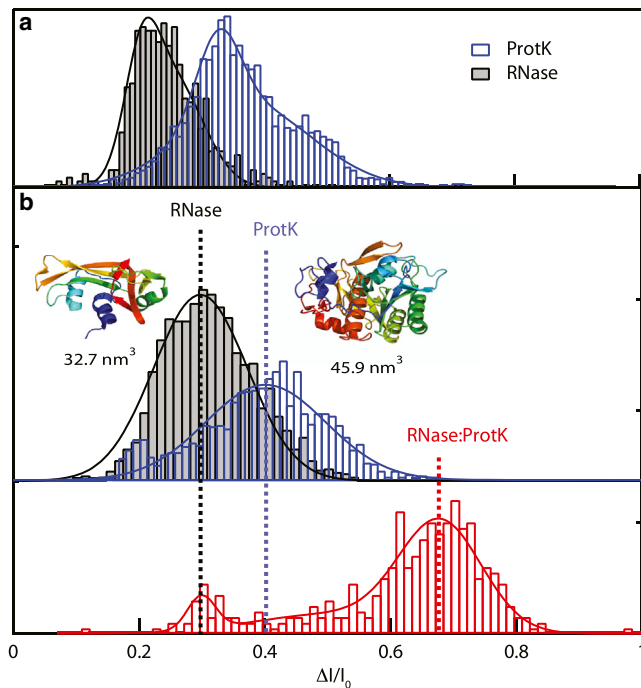 a
ProtK
RNase
b
RNase
ProtK
32.7 nm³
45.9 nm³
RNase:ProtK
0
0.2
0.4
0.6
0.8
1
ΔI/I₀